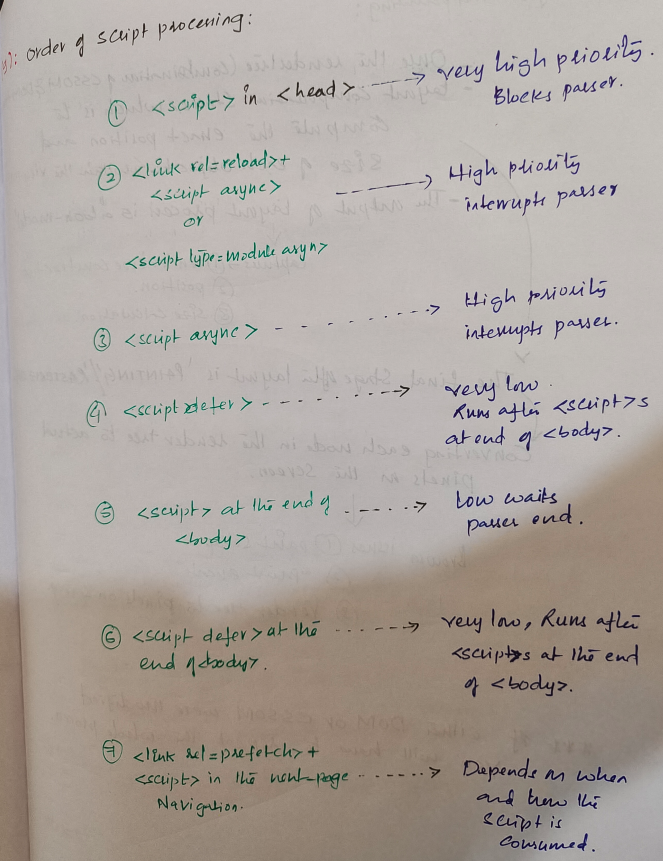 order of script processing:
① <script> in <head> ----> very high priority.
Blocks parser.
② <link rel=reload>+
<script async>
or
<script type=module asyn>
-----> High priority
interrupts parser
③ <script async> - - - - - -> High priority
interrupts parser.
④ <script defer> - - - - - -> very low.
Runs after <script>s
at end of <body>.
⑤ <script> at the end of
<body>
- - - - -> Low waits
parser end.
⑥ <script defer> at the
end of <body>.
- - - - -> very low, Runs after
<script>s at the end
of <body>.
⑦ <link rel=prefetch> +
<script> in the next-page
Navigation.
- - - - -> Depends on when
and how the
script is
consumed.